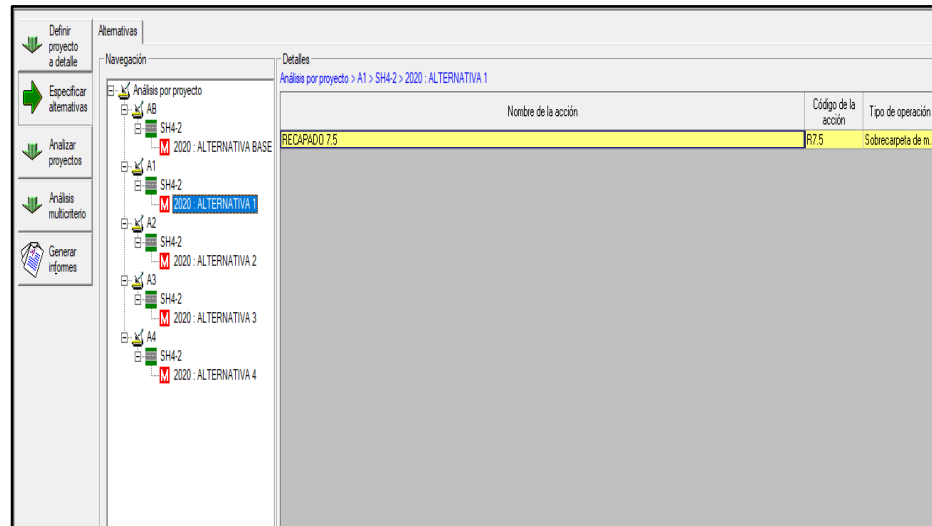 Definir
proyecto
a detalle
Especificar
alternativas
Analizar
proyectos
Análisis
multicriterio
Generar
informes
Alternativas
Navegación
Análisis por proyecto
AB
SH4-2
M 2020 : ALTERNATIVA BASE
A1
SH4-2
M 2020 : ALTERNATIVA 1
A2
SH4-2
M 2020 : ALTERNATIVA 2
A3
SH4-2
M 2020 : ALTERNATIVA 3
A4
SH4-2
M 2020 : ALTERNATIVA 4
Detalles
Análisis por proyecto > A1 > SH4-2 > 2020 : ALTERNATIVA 1
Nombre de la acción
Código de la
acción
Tipo de operación
RECAPADO 7.5
R7.5
Sobrecarpeta de m.